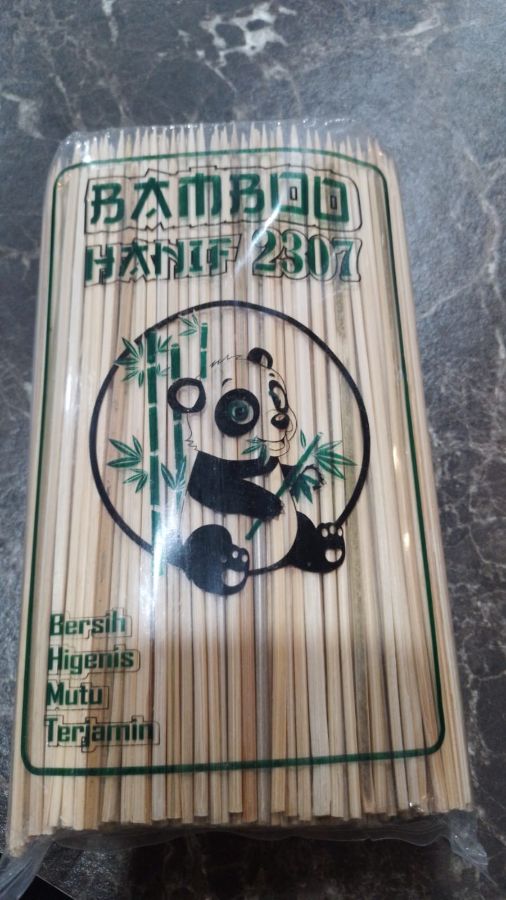 BAMBOO
HANIF 2307
Bersih
Higenis
Mutu
Terjamin